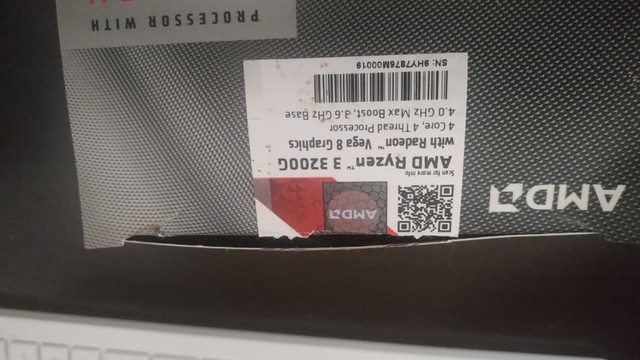 PROCESSOR WITH
AMD
AMD
Scan for more info
AMD Ryzen™ 3 3200G
with Radeon™ Vega 8 Graphics
4 Core, 4 Thread Processor
4.0 GHz Max Boost, 3.6 GHz Base
SN: 9HY7876M00019